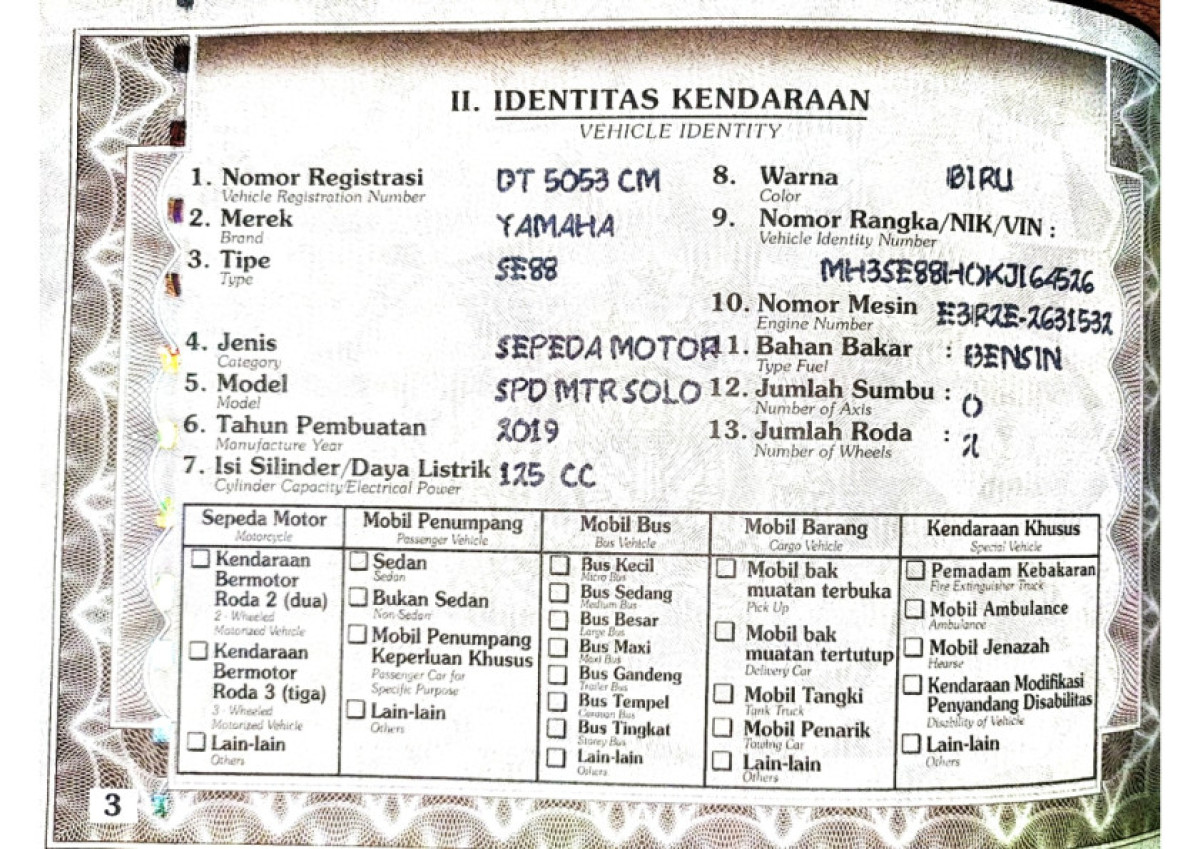 II. IDENTITAS KENDARAAN
VEHICLE IDENTITY
1. Nomor Registrasi DT 5053 CM
Vehicle Registration Number
2. Merek YAMAHA
Brand
3. Tipe SE88
Type
4. Jenis SEPEDA MOTOR
Category
5. Model SPD MTR SOLO
Model
6. Tahun Pembuatan 2019
Manufacture Year
7. Isi Silinder/Daya Listrik 125 CC
Cylinder Capacity/Electrical Power
8. Warna BIRU
Color
9. Nomor Rangka/NIK/VIN :
Vehicle Identity Number
MH3SE88H0KJ164526
10. Nomor Mesin E3R2E-2631532
Engine Number
11. Bahan Bakar : BENSIN
Type Fuel
12. Jumlah Sumbu : 0
Number of Axis
13. Jumlah Roda : 2
Number of Wheels
Sepeda Motor
Motorcycle
Kendaraan
Bermotor
Roda 2 (dua)
2 - Wheeled
Motorized Vehicle
Kendaraan
Bermotor
Roda 3 (tiga)
3 - Wheeled
Motorized Vehicle
Lain-lain
Others
Mobil Penumpang
Passenger Vehicle
Sedan
Sedan
Bukan Sedan
Non-Sedan
Mobil Penumpang
Keperluan Khusus
Passenger Car for
Specific Purpose
Lain-lain
Others
Mobil Bus
Bus Vehicle
Bus Kecil
Micro Bus
Bus Sedang
Medium Bus
Bus Besar
Large Bus
Bus Maxi
Maxi Bus
Bus Gandeng
Trailer Bus
Bus Tempel
Caravan Bus
Bus Tingkat
Storey Bus
Lain-lain
Others
Mobil Barang
Cargo Vehicle
Mobil bak
muatan terbuka
Pick Up
Mobil bak
muatan tertutup
Delivery Car
Mobil Tangki
Tank Truck
Mobil Penarik
Towing Car
Lain-lain
Others
Kendaraan Khusus
Special Vehicle
Pemadam Kebakaran
Fire Extinguisher Truck
Mobil Ambulance
Ambulance
Mobil Jenazah
Hearse
Kendaraan Modifikasi
Penyandang Disabilitas
Disability of Vehicle
Lain-lain
Others
3